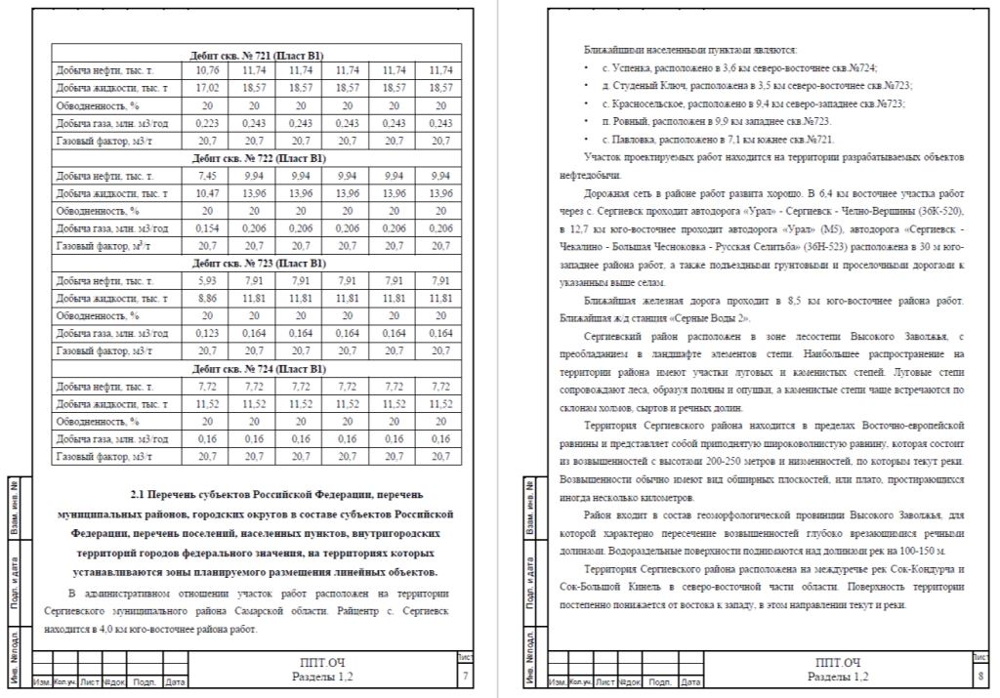 Дебит скв. № 721 (Пласт В1)
Добыча нефти, тыс. т. 10,76 11,74 11,74 11,74 11,74 11,74
Добыча жидкости, тыс. т. 17,02 18,57 18,57 18,57 18,57 18,57
Обводненность, % 20 20 20 20 20 20
Добыча газа, млн. м3/год 0,223 0,243 0,243 0,243 0,243 0,243
Газовый фактор, м3/т 20,7 20,7 20,7 20,7 20,7 20,7
Дебит скв. № 722 (Пласт В1)
Добыча нефти, тыс. т. 7,45 9,94 9,94 9,94 9,94 9,94
Добыча жидкости, тыс. т. 10,47 13,96 13,96 13,96 13,96 13,96
Обводненность, % 20 20 20 20 20 20
Добыча газа, млн. м3/год 0,154 0,206 0,206 0,206 0,206 0,206
Газовый фактор, м³/т 20,7 20,7 20,7 20,7 20,7 20,7
Дебит скв. № 723 (Пласт В1)
Добыча нефти, тыс. т. 5,93 7,91 7,91 7,91 7,91 7,91
Добыча жидкости, тыс. т 8,86 11,81 11,81 11,81 11,81 11,81
Обводненность, % 20 20 20 20 20 20
Добыча газа, млн. м3/год 0,123 0,164 0,164 0,164 0,164 0,164
Газовый фактор, м3/т 20,7 20,7 20,7 20,7 20,7 20,7
Дебит скв. № 724 (Пласт В1)
Добыча нефти, тыс. т. 7,72 7,72 7,72 7,72 7,72 7,72
Добыча жидкости, тыс. т 11,52 11,52 11,52 11,52 11,52 11,52
Обводненность, % 20 20 20 20 20 20
Добыча газа, млн. м3/год 0,16 0,16 0,16 0,16 0,16 0,16
Газовый фактор, м3/т 20,7 20,7 20,7 20,7 20,7 20,7
2.1 Перечень субъектов Российской Федерации, перечень
муниципальных районов, городских округов в составе субъектов Российской
Федерации, перечень поселений, населенных пунктов, внутригородских
территорий городов федерального значения, на территориях которых
устанавливаются зоны планируемого размещения линейных объектов.
В административном отношении участок работ расположен на территории
Сергиевского муниципального района Самарской области. Райцентр с. Сергиевск
находится в 4,0 км юго-восточнее района работ.
Взам. инв. №
Подп. и дата
Инв. №подл.
Изм. Кол.уч. Лист №док. Подп. Дата
ППТ.ОЧ
Разделы 1,2
Лист
7
Ближайшими населенными пунктами являются:
• с. Успенка, расположено в 3,6 км северо-восточнее скв.№724;
• д. Студеный Ключ, расположена в 3,5 км северо-восточнее скв.№723;
• с. Красносельское, расположено в 9,4 км северо-западнее скв.№723;
• п. Ровный, расположен в 9,9 км западнее скв.№723.
• с. Павловка, расположено в 7,1 км южнее скв.№721.
Участок проектируемых работ находится на территории разрабатываемых объектов
нефтедобычи.
Дорожная сеть в районе работ развита хорошо. В 6,4 км восточнее участка работ
через с. Сергиевск проходит автодорога «Урал» - Сергиевск - Челно-Вершины (36К-520),
в 12,7 км юго-восточнее проходит автодорога «Урал» (М5), автодорога «Сергиевск -
Чекалино - Большая Чесноковка - Русская Селитьба» (36Н-523) расположена в 30 м юго-
западнее района работ, а также подъездными грунтовыми и проселочными дорогами к
указанным выше селам.
Ближайшая железная дорога проходит в 8,5 км юго-восточнее района работ.
Ближайшая ж/д станция «Серные Воды 2».
Сергиевский район расположен в зоне лесостепи Высокого Заволжья, с
преобладанием в ландшафте элементов степи. Наибольшее распространение на
территории района имеют участки луговых и каменистых степей. Луговые степи
сопровождают леса, образуя поляны и опушки, а каменистые степи чаще встречаются по
склонам холмов, сыртов и речных долин.
Территория Сергиевского района находится в пределах Восточно-европейской
равнины и представляет собой приподнятую широковолнистую равнину, которая состоит
из возвышенностей с высотами 200-250 метров и низменностей, по которым текут реки.
Возвышенности обычно имеют вид обширных плоскостей, или плато, простирающихся
иногда несколько километров.
Район входит в состав геоморфологической провинции Высокого Заволжья, для
которой характерно пересечение возвышенностей глубоко врезающимися речными
долинами. Водораздельные поверхности поднимаются над долинами рек на 100-150 м.
Территория Сергиевского района расположена на междуречье рек Сок-Кондурча и
Сок-Большой Кинель в северо-восточной части области. Поверхность территории
постепенно понижается от востока к западу, в этом направлении текут и реки.
Взам. инв. №
Подп. и дата
Инв. №подл.
Изм. Кол.уч. Лист №док. Подп. Дата
ППТ.ОЧ
Разделы 1,2
Лист
8